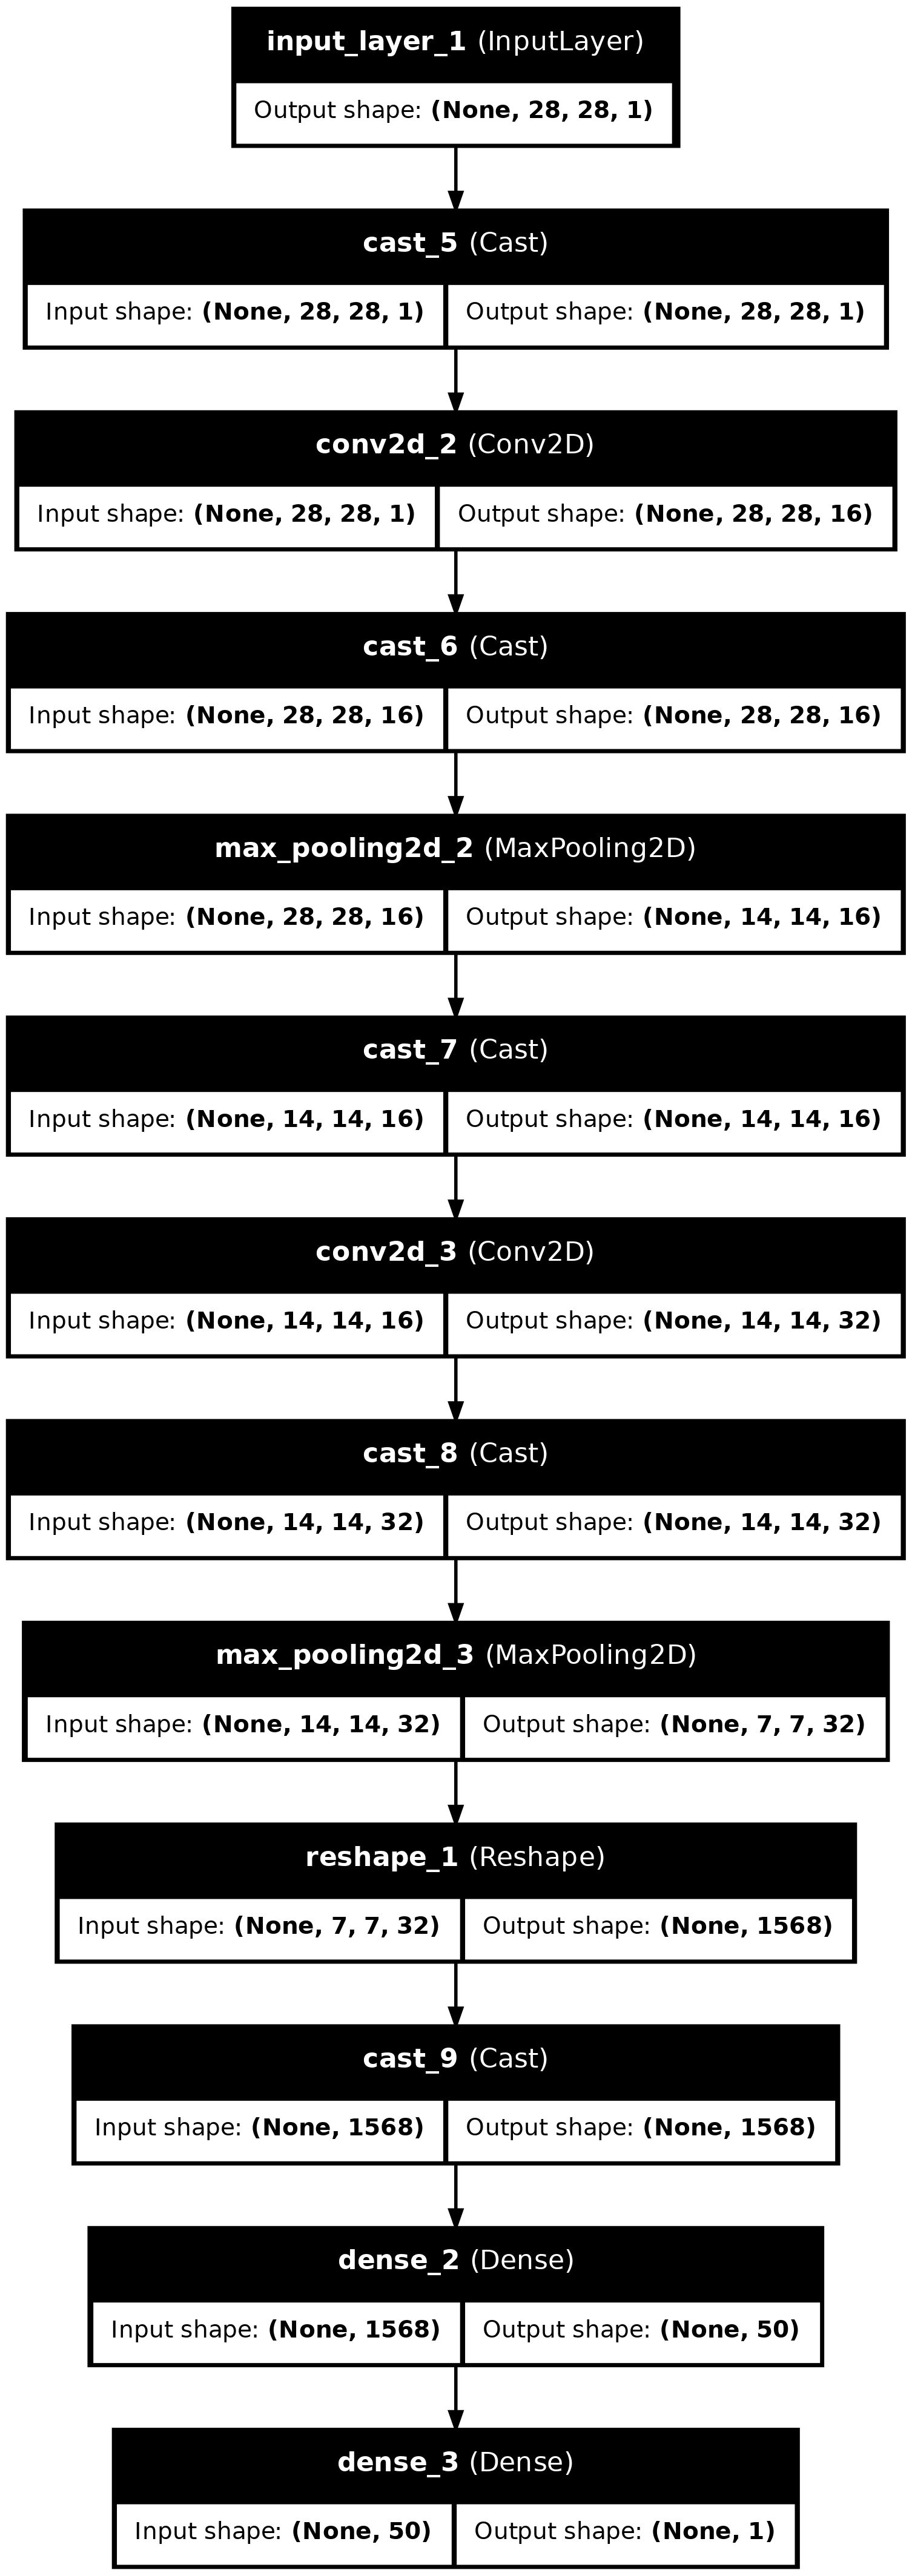 input_layer_1 (InputLayer)
Output shape: (None, 28, 28, 1)
cast_5 (Cast)
Input shape: (None, 28, 28, 1) Output shape: (None, 28, 28, 1)
conv2d_2 (Conv2D)
Input shape: (None, 28, 28, 1) Output shape: (None, 28, 28, 16)
cast_6 (Cast)
Input shape: (None, 28, 28, 16) Output shape: (None, 28, 28, 16)
max_pooling2d_2 (MaxPooling2D)
Input shape: (None, 28, 28, 16) Output shape: (None, 14, 14, 16)
cast_7 (Cast)
Input shape: (None, 14, 14, 16) Output shape: (None, 14, 14, 16)
conv2d_3 (Conv2D)
Input shape: (None, 14, 14, 16) Output shape: (None, 14, 14, 32)
cast_8 (Cast)
Input shape: (None, 14, 14, 32) Output shape: (None, 14, 14, 32)
max_pooling2d_3 (MaxPooling2D)
Input shape: (None, 14, 14, 32) Output shape: (None, 7, 7, 32)
reshape_1 (Reshape)
Input shape: (None, 7, 7, 32) Output shape: (None, 1568)
cast_9 (Cast)
Input shape: (None, 1568) Output shape: (None, 1568)
dense_2 (Dense)
Input shape: (None, 1568) Output shape: (None, 50)
dense_3 (Dense)
Input shape: (None, 50) Output shape: (None, 1)